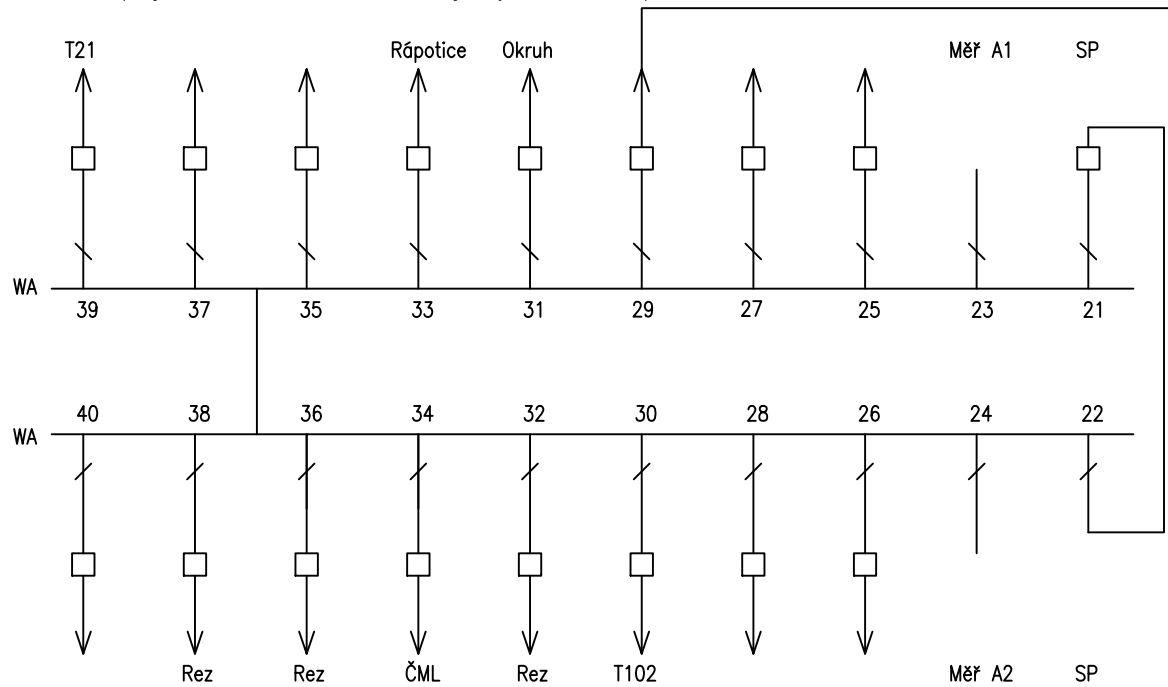 T21 Rápotice Okruh Měř A1 SP
WA
39 37 35 33 31 29 27 25 23 21
40 38 36 34 32 30 28 26 24 22
WA
Rez Rez ČML Rez T102 Měř A2 SP